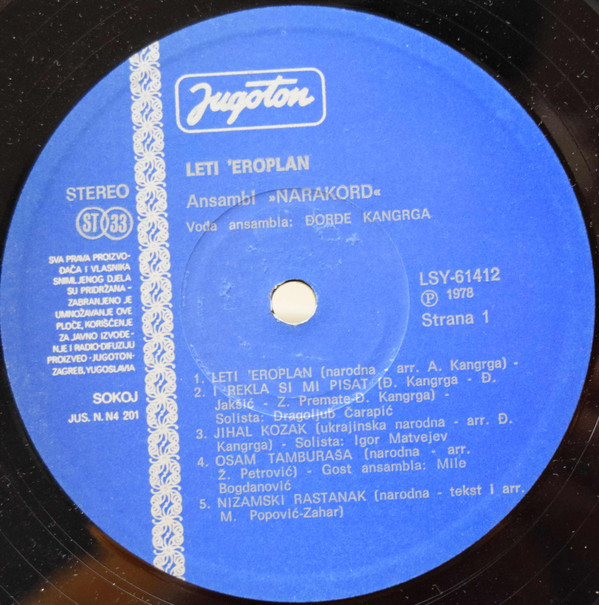 Jugoton
LETI 'EROPLAN
Ansambl »NARAKORD«
Vođa ansambla: ĐORĐE KANGRGA
STEREO
ST 33
SVA PRAVA PROIZVO-
ĐAČA I VLASNIKA
SNIMLJENOG DJELA
SU PRIDRŽANA -
ZABRANJENO JE
UMNOŽAVANJE OVE
PLOČE, KORIŠĆENJE
ZA JAVNO IZVOĐE-
NJE I RADIO-DIFUZIJU
PROIZVEO -JUGOTON-
ZAGREB, YUGOSLAVIA
SOKOJ
JUS. N. N4 201
LSY-61412
Ⓟ 1978
Strana 1
1. LETI 'EROPLAN (narodna - arr. A. Kangrga) -
2. I REKLA SI MI PISAT (Đ. Kangrga - Đ.
Jakšić - Z. Premate-Đ. Kangrga) -
Solista: Dragoljub Čarapić
3. JIHAL KOZAK (ukrajinska narodna - arr. Đ.
Kangrga) - Solista: Igor Matvejev
4. OSAM TAMBURAŠA (narodna - arr.
Ž. Petrović) - Gost ansambla: Mile
Bogdanović
5. NIZAMSKI RASTANAK (narodna - tekst i arr.
M. Popović-Zahar)